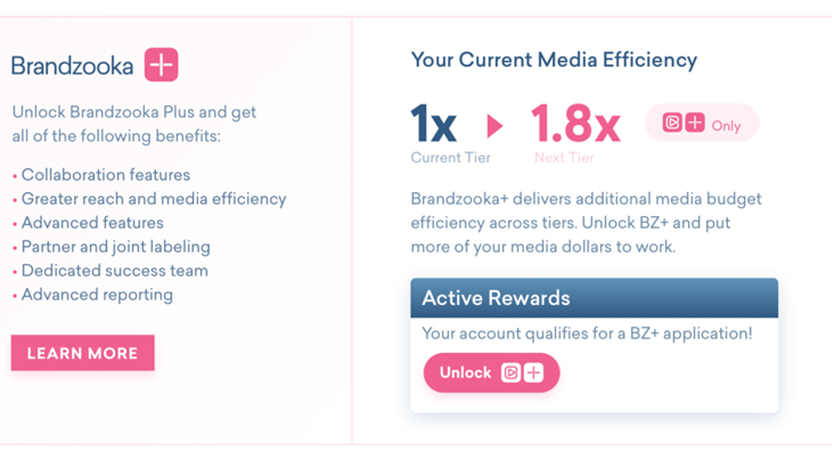 Brandzooka +
Unlock Brandzooka Plus and get
all of the following benefits:
• Collaboration features
• Greater reach and media efficiency
• Advanced features
• Partner and joint labeling
• Dedicated success team
• Advanced reporting
LEARN MORE
Your Current Media Efficiency
1x 1.8x + Only
Current Tier Next Tier
Brandzooka+ delivers additional media budget
efficiency across tiers. Unlock BZ+ and put
more of your media dollars to work.
Active Rewards
Your account qualifies for a BZ+ application!
Unlock +